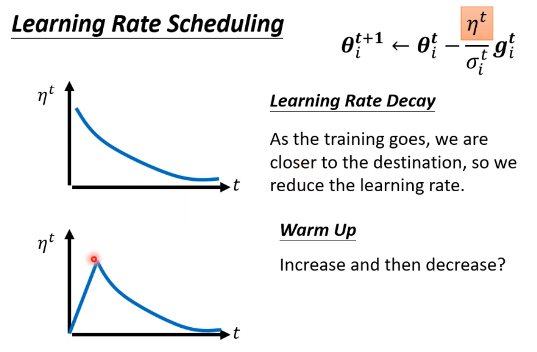 Learning Rate Scheduling
θᵢᵗ⁺¹ ← θᵢᵗ − ηᵗ/σᵢᵗ gᵢᵗ
ηᵗ
t
Learning Rate Decay
As the training goes, we are
closer to the destination, so we
reduce the learning rate.
ηᵗ
t
Warm Up
Increase and then decrease?